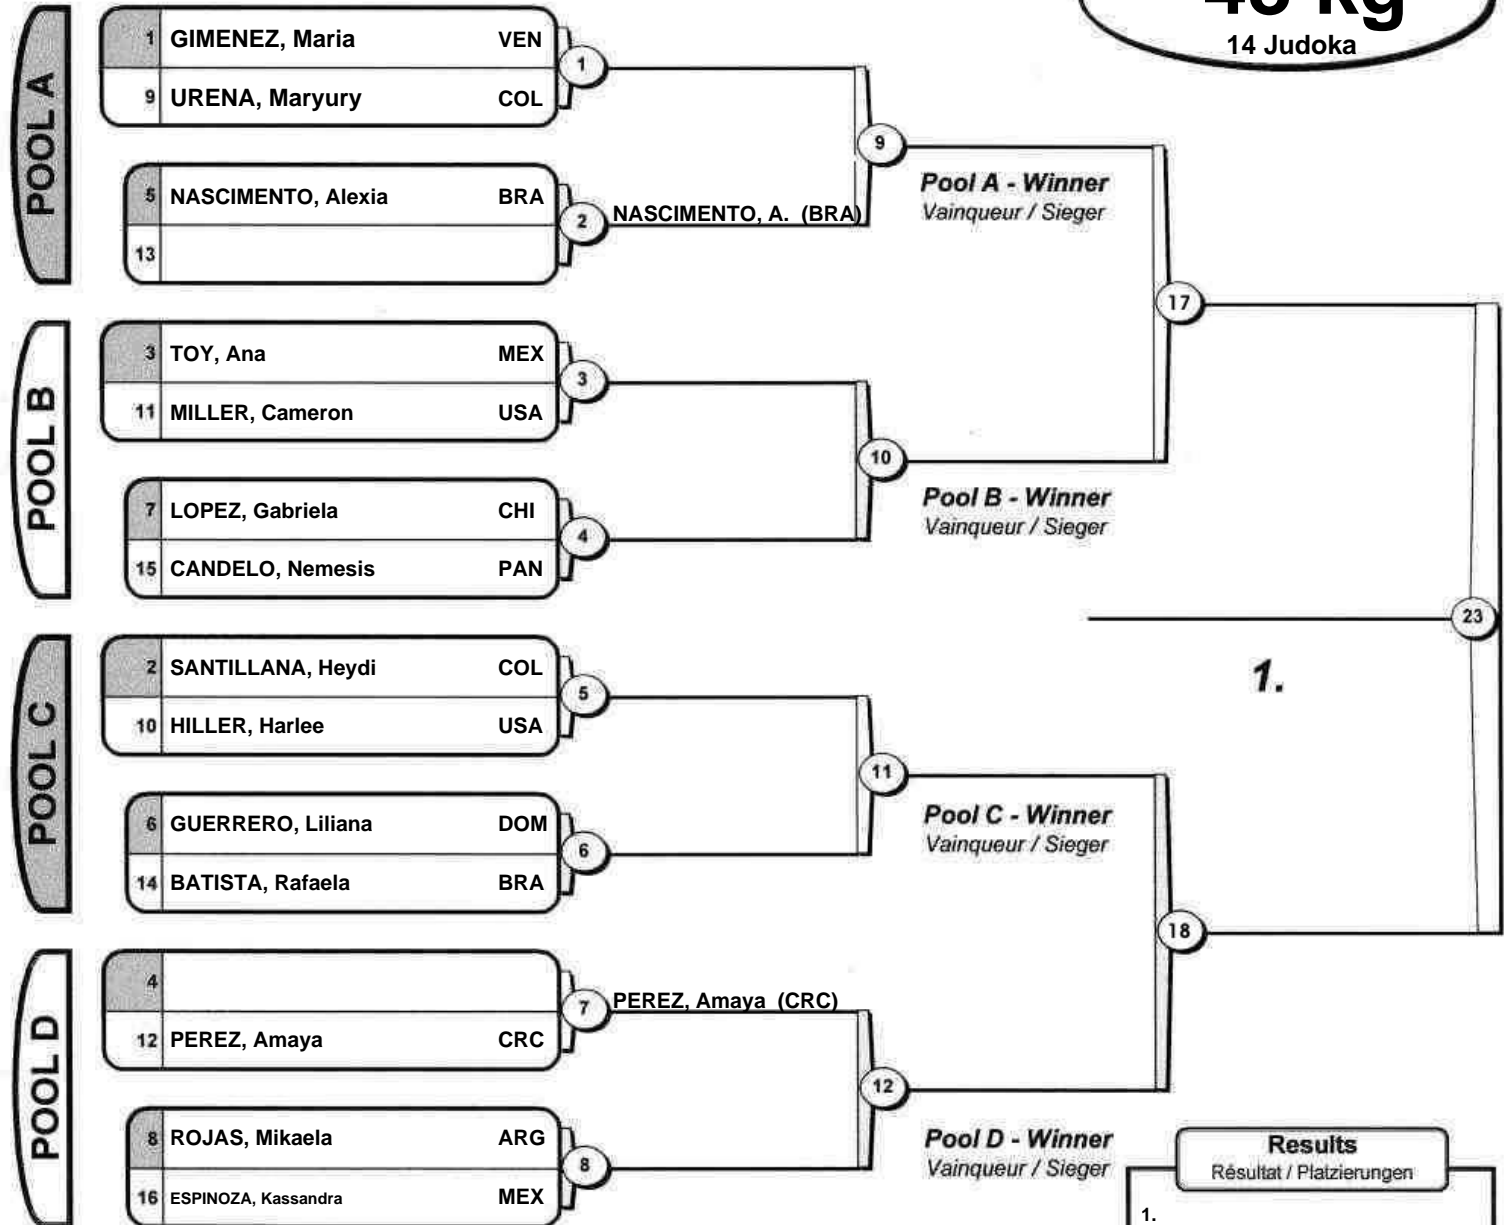 14 Judoka
POOL A
1 GIMENEZ, Maria VEN
9 URENA, Maryury COL
1
5 NASCIMENTO, Alexia BRA
13
2
NASCIMENTO, A. (BRA)
9
Pool A - Winner
Vainqueur / Sieger
17
POOL B
3 TOY, Ana MEX
11 MILLER, Cameron USA
3
7 LOPEZ, Gabriela CHI
15 CANDELO, Nemesis PAN
4
10
Pool B - Winner
Vainqueur / Sieger
23
1.
POOL C
2 SANTILLANA, Heydi COL
10 HILLER, Harlee USA
5
6 GUERRERO, Liliana DOM
14 BATISTA, Rafaela BRA
6
11
Pool C - Winner
Vainqueur / Sieger
18
POOL D
4
12 PEREZ, Amaya CRC
7
PEREZ, Amaya (CRC)
8 ROJAS, Mikaela ARG
16 ESPINOZA, Kassandra MEX
8
12
Pool D - Winner
Vainqueur / Sieger
Results
Résultat / Platzierungen
1.